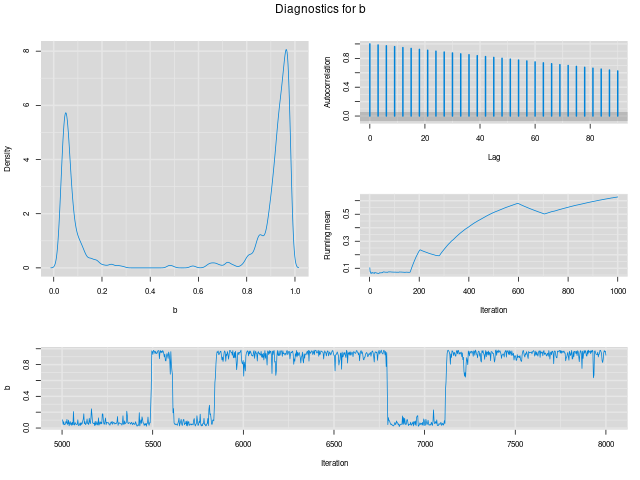 Diagnostics for b
Density
0 2 4 6 8
0.0 0.2 0.4 0.6 0.8 1.0
b
Autocorrelation
0.0 0.4 0.8
0 20 40 60 80
Lag
Running mean
0.1 0.3 0.5
0 200 400 600 800 1000
Iteration
b
0.0 0.4 0.8
5000 5500 6000 6500 7000 7500 8000
Iteration